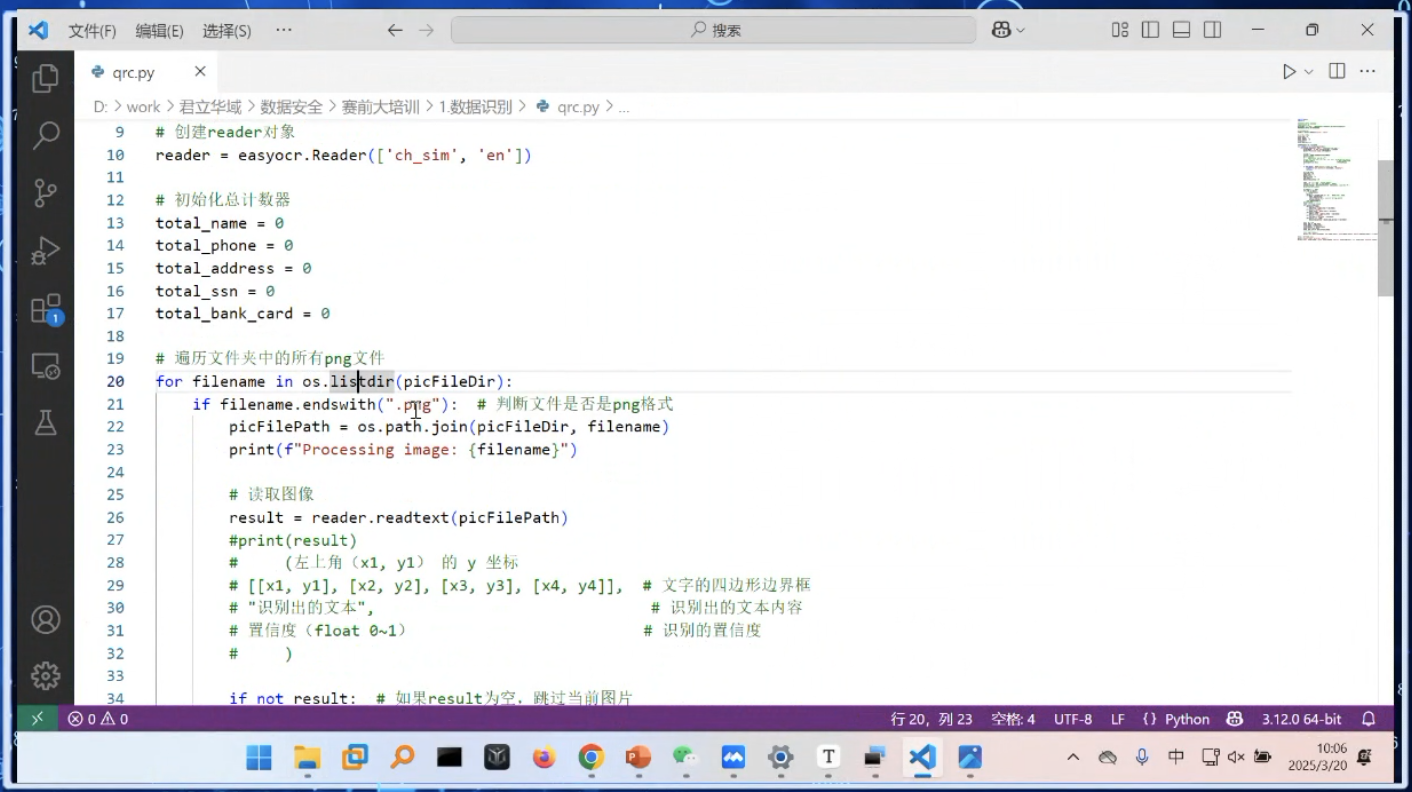 文件(F) 编辑(E) 选择(S) ··· 搜索
qrc.py
D: > work > 君立华域 > 数据安全 > 赛前大培训 > 1.数据识别 > qrc.py > ...
9 # 创建reader对象
10 reader = easyocr.Reader(['ch_sim', 'en'])
11
12 # 初始化总计数器
13 total_name = 0
14 total_phone = 0
15 total_address = 0
16 total_ssn = 0
17 total_bank_card = 0
18
19 # 遍历文件夹中的所有png文件
20 for filename in os.listdir(picFileDir):
21 if filename.endswith(".png"): # 判断文件是否是png格式
22 picFilePath = os.path.join(picFileDir, filename)
23 print(f"Processing image: {filename}")
24
25 # 读取图像
26 result = reader.readtext(picFilePath)
27 #print(result)
28 # (左上角（x1, y1） 的 y 坐标
29 # [[x1, y1], [x2, y2], [x3, y3], [x4, y4]], # 文字的四边形边界框
30 # "识别出的文本", # 识别出的文本内容
31 # 置信度（float 0~1） # 识别的置信度
32 # )
33
34 if not result: # 如果result为空，跳过当前图片
1
0 0 行 20，列 23 空格: 4 UTF-8 LF {} Python 3.12.0 64-bit
T 中 10:06
2025/3/20